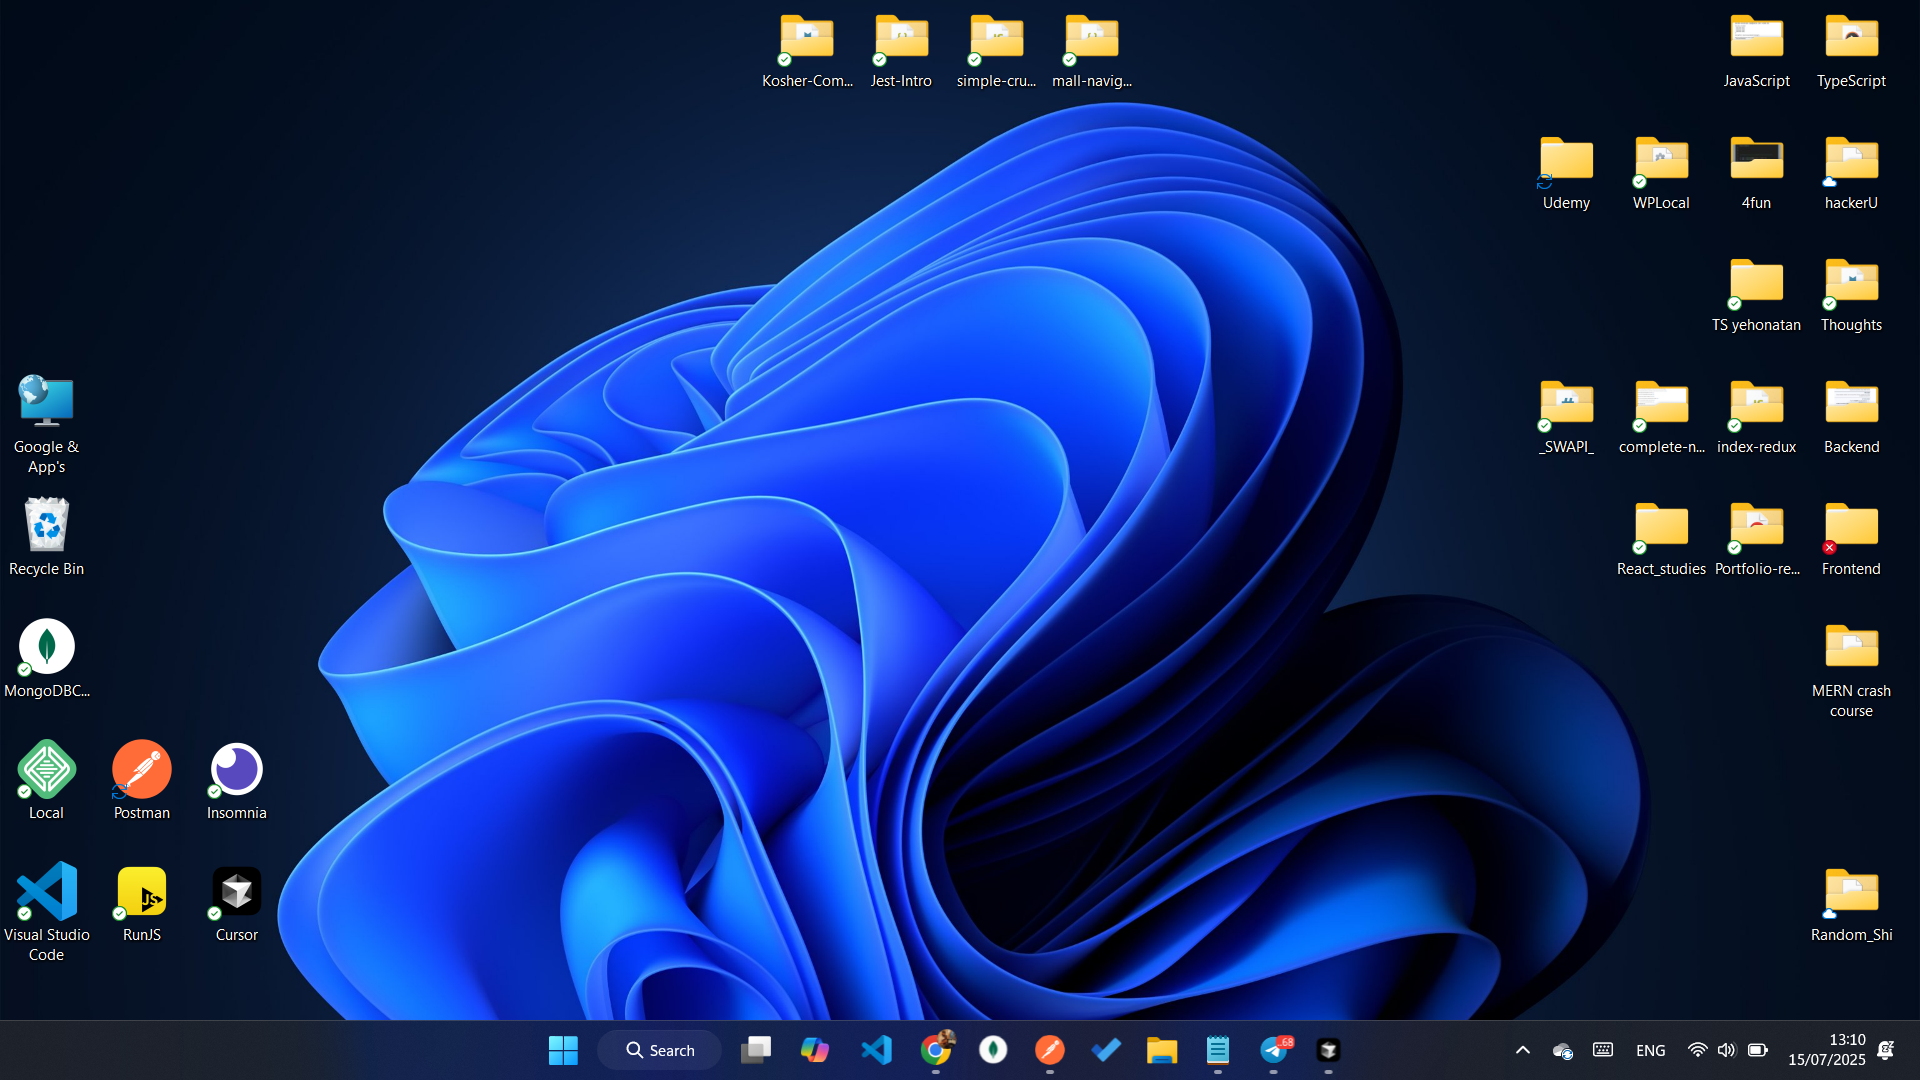 Kosher-Com...
Jest-Intro
simple-cru...
mall-navig...
JavaScript
TypeScript
Udemy
WPLocal
4fun
hackerU
TS yehonatan
Thoughts
Google &
App's
_SWAPI_
complete-n...
index-redux
Backend
Recycle Bin
React_studies
Portfolio-re...
Frontend
MongoDBC...
MERN crash
course
Local
Postman
Insomnia
Visual Studio
Code
JS
RunJS
Cursor
Random_Shi
Search
..68
ENG
13:10
15/07/2025